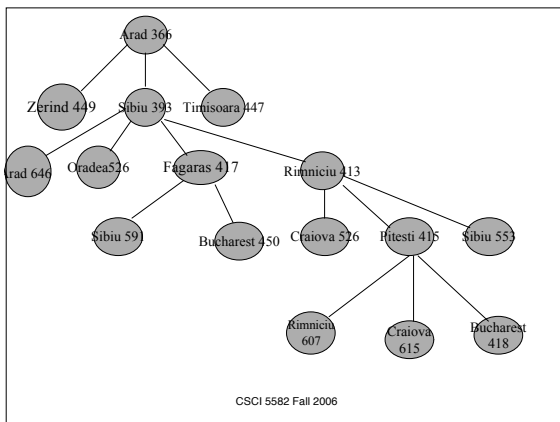 Arad 366
Zerind 449
Sibiu 393
Timisoara 447
Arad 646
Oradea526
Fagaras 417
Rimniciu 413
Sibiu 591
Bucharest 450
Craiova 526
Pitesti 415
Sibiu 553
Rimniciu
607
Craiova
615
Bucharest
418
CSCI 5582 Fall 2006